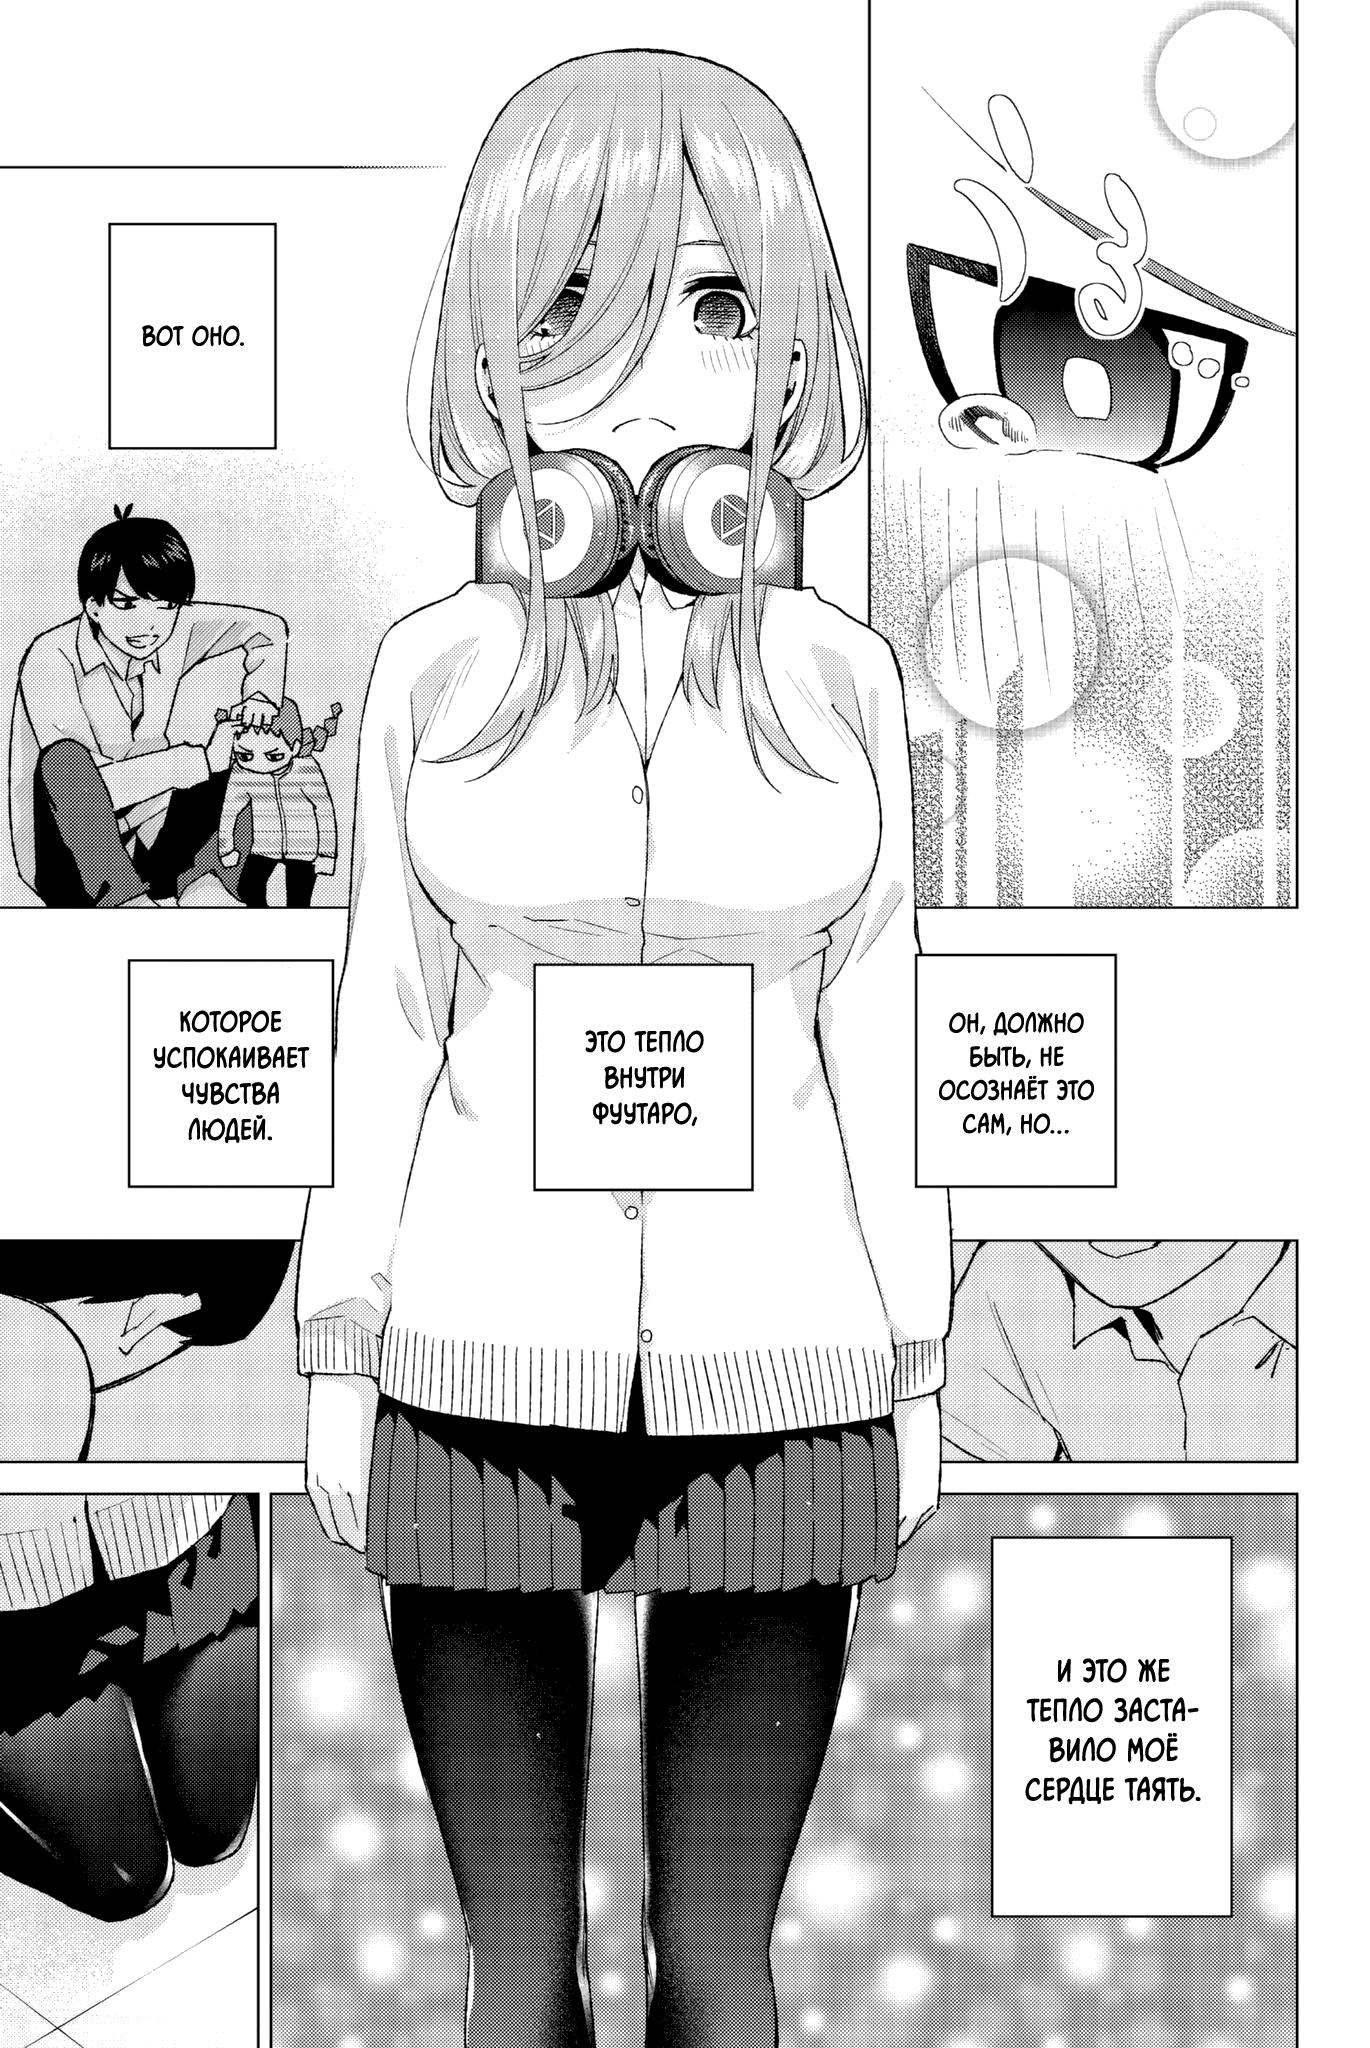 ВОТ ОНО.
ОН, ДОЛЖНО
БЫТЬ, НЕ
ОСОЗНАЁТ ЭТО
САМ, НО...
ЭТО ТЕПЛО
ВНУТРИ
ФУУТАРО,
КОТОРОЕ
УСПОКАИВАЕТ
ЧУВСТВА
ЛЮДЕЙ.
И ЭТО ЖЕ
ТЕПЛО ЗАСТА-
ВИЛО МОЁ
СЕРДЦЕ ТАЯТЬ.